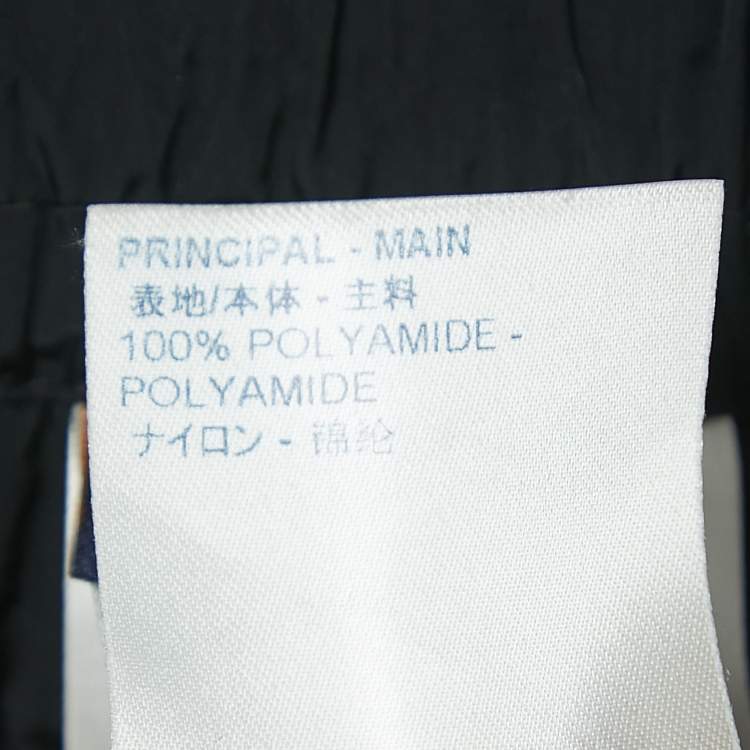 PRINCIPAL - MAIN
表地/本体 - 主料
100% POLYAMIDE -
POLYAMIDE
ナイロン - 锦纶